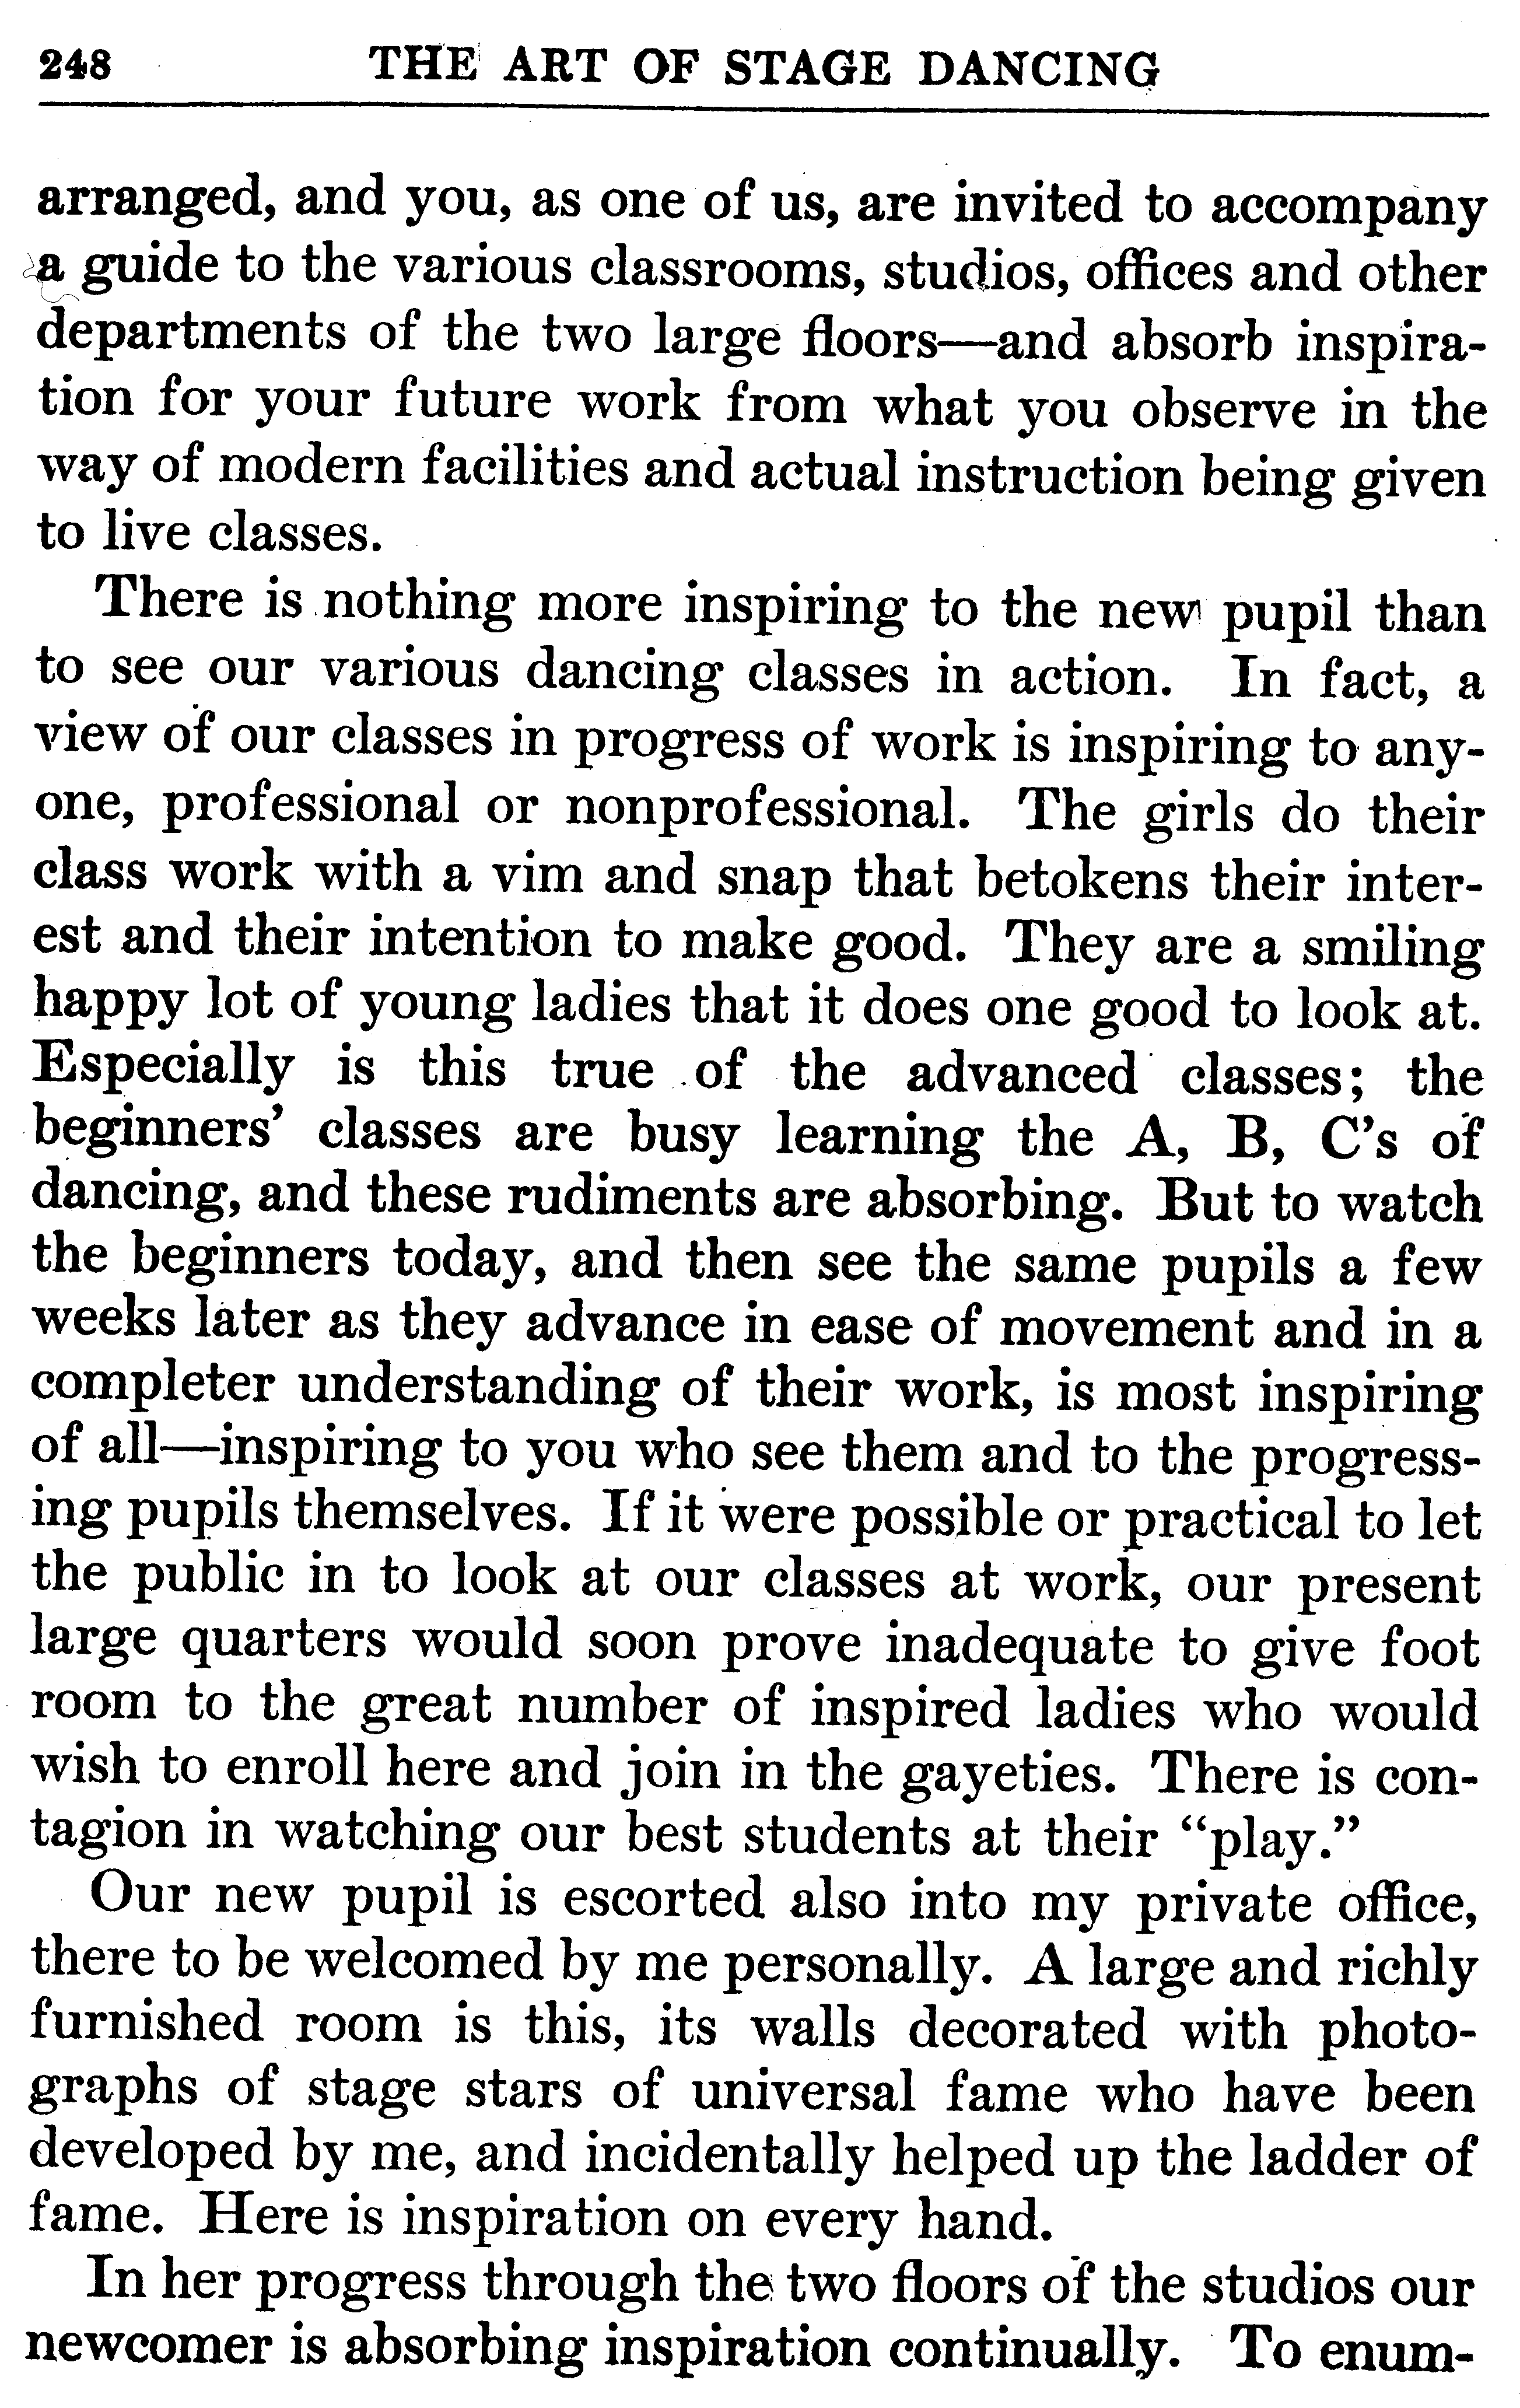 248 THE ART OF STAGE DANCING
arranged, and you, as one of us, are invited to accompany
a guide to the various classrooms, studios, offices and other
departments of the two large floors—and absorb inspira-
tion for your future work from what you observe in the
way of modern facilities and actual instruction being given
to live classes.
There is nothing more inspiring to the new pupil than
to see our various dancing classes in action. In fact, a
view of our classes in progress of work is inspiring to any-
one, professional or nonprofessional. The girls do their
class work with a vim and snap that betokens their inter-
est and their intention to make good. They are a smiling
happy lot of young ladies that it does one good to look at.
Especially is this true of the advanced classes; the
beginners’ classes are busy learning the A, B, C’s of
dancing, and these rudiments are absorbing. But to watch
the beginners today, and then see the same pupils a few
weeks later as they advance in ease of movement and in a
completer understanding of their work, is most inspiring
of all—inspiring to you who see them and to the progress-
ing pupils themselves. If it were possible or practical to let
the public in to look at our classes at work, our present
large quarters would soon prove inadequate to give foot
room to the great number of inspired ladies who would
wish to enroll here and join in the gayeties. There is con-
tagion in watching our best students at their “play.”
Our new pupil is escorted also into my private office,
there to be welcomed by me personally. A large and richly
furnished room is this, its walls decorated with photo-
graphs of stage stars of universal fame who have been
developed by me, and incidentally helped up the ladder of
fame. Here is inspiration on every hand.
In her progress through the two floors of the studios our
newcomer is absorbing inspiration continually. To enum-